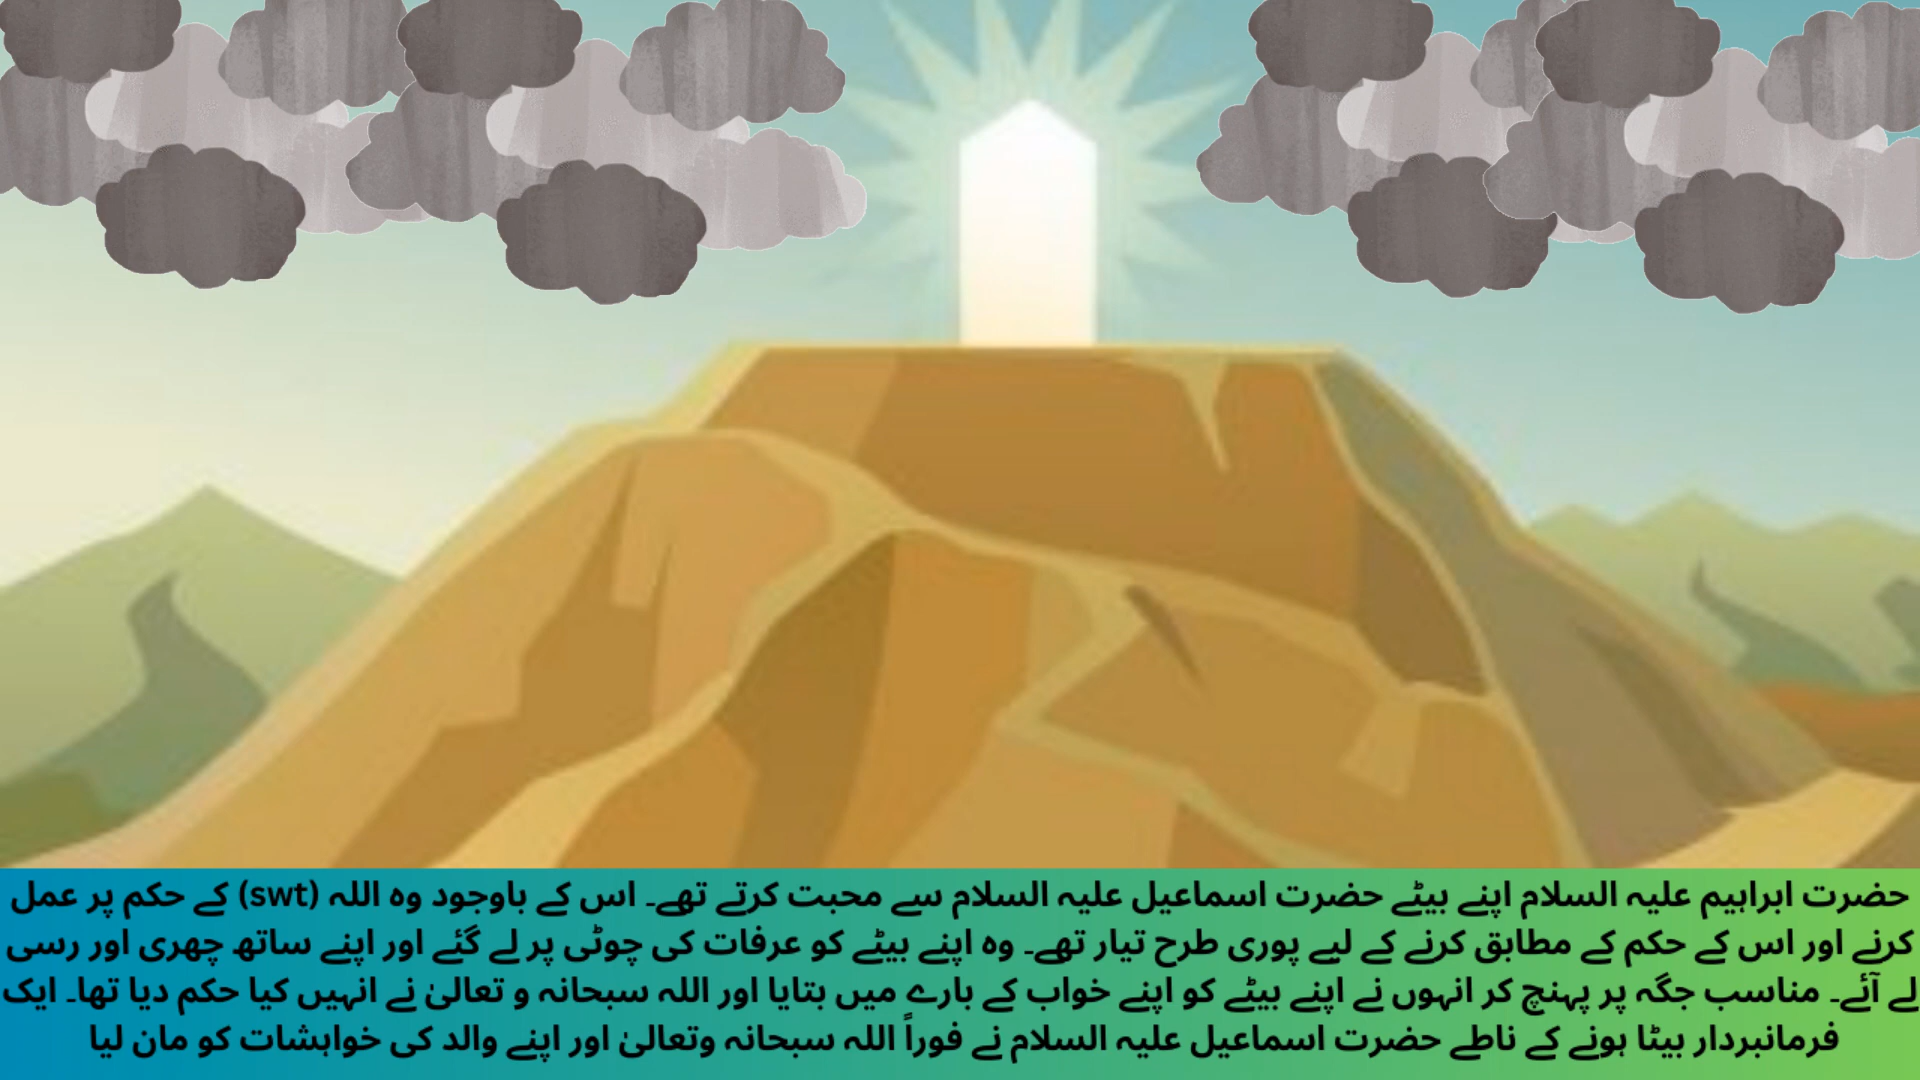 حضرت ابراہیم علیہ السلام اپنے بیٹے حضرت اسماعیل علیہ السلام سے محبت کرتے تھے۔ اس کے باوجود وہ اللہ (swt) کے حکم پر عمل
کرنے اور اس کے حکم کے مطابق کرنے کے لیے پوری طرح تیار تھے۔ وہ اپنے بیٹے کو عرفات کی چوٹی پر لے گئے اور اپنے ساتھ چھری اور رسی
لے آئے۔ مناسب جگہ پر پہنچ کر انہوں نے اپنے بیٹے کو اپنے خواب کے بارے میں بتایا اور اللہ سبحانہ و تعالیٰ نے انہیں کیا حکم دیا تھا۔ ایک
فرمانبردار بیٹا ہونے کے ناطے حضرت اسماعیل علیہ السلام نے فوراً اللہ سبحانہ وتعالیٰ اور اپنے والد کی خواہشات کو مان لیا